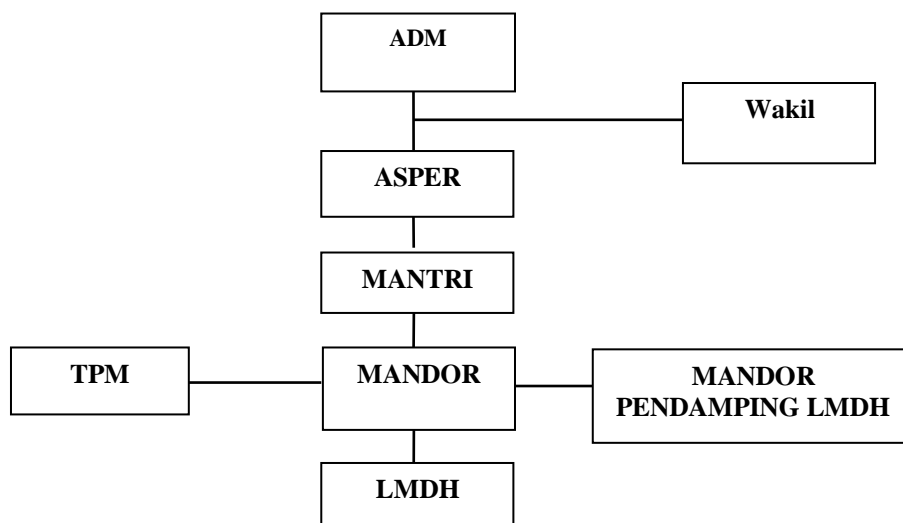 ADM
Wakil
ASPER
MANTRI
TPM
MANDOR
MANDOR
PENDAMPING LMDH
LMDH